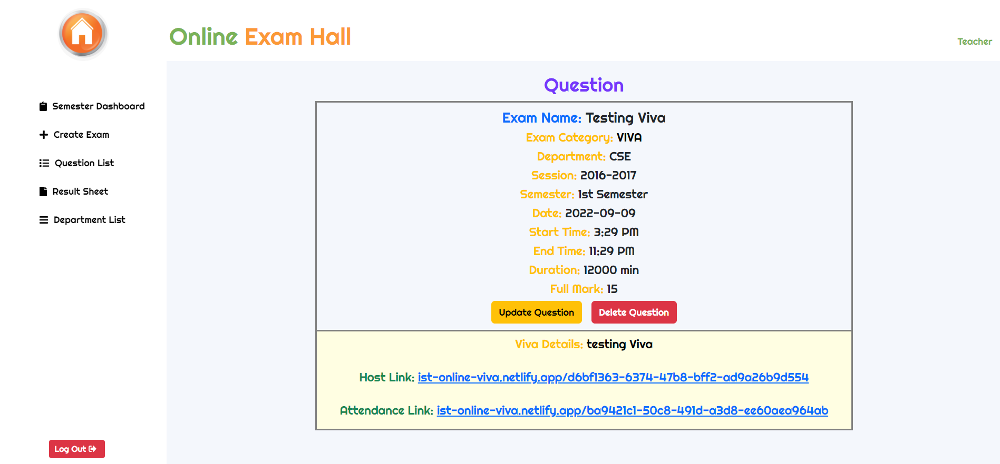 Online Exam Hall
Teacher
Semester Dashboard
Create Exam
Question List
Result Sheet
Department List
Log Out
Question
Exam Name: Testing Viva
Exam Category: VIVA
Department: CSE
Session: 2016-2017
Semester: 1st Semester
Date: 2022-09-09
Start Time: 3:29 PM
End Time: 11:29 PM
Duration: 12000 min
Full Mark: 15
Update Question
Delete Question
Viva Details: testing Viva
Host Link: ist-online-viva.netlify.app/d6bf1363-6374-47b8-bff2-ad9a26b9d554
Attendance Link: ist-online-viva.netlify.app/ba9421c1-50c8-491d-a3d8-ee60aea964ab